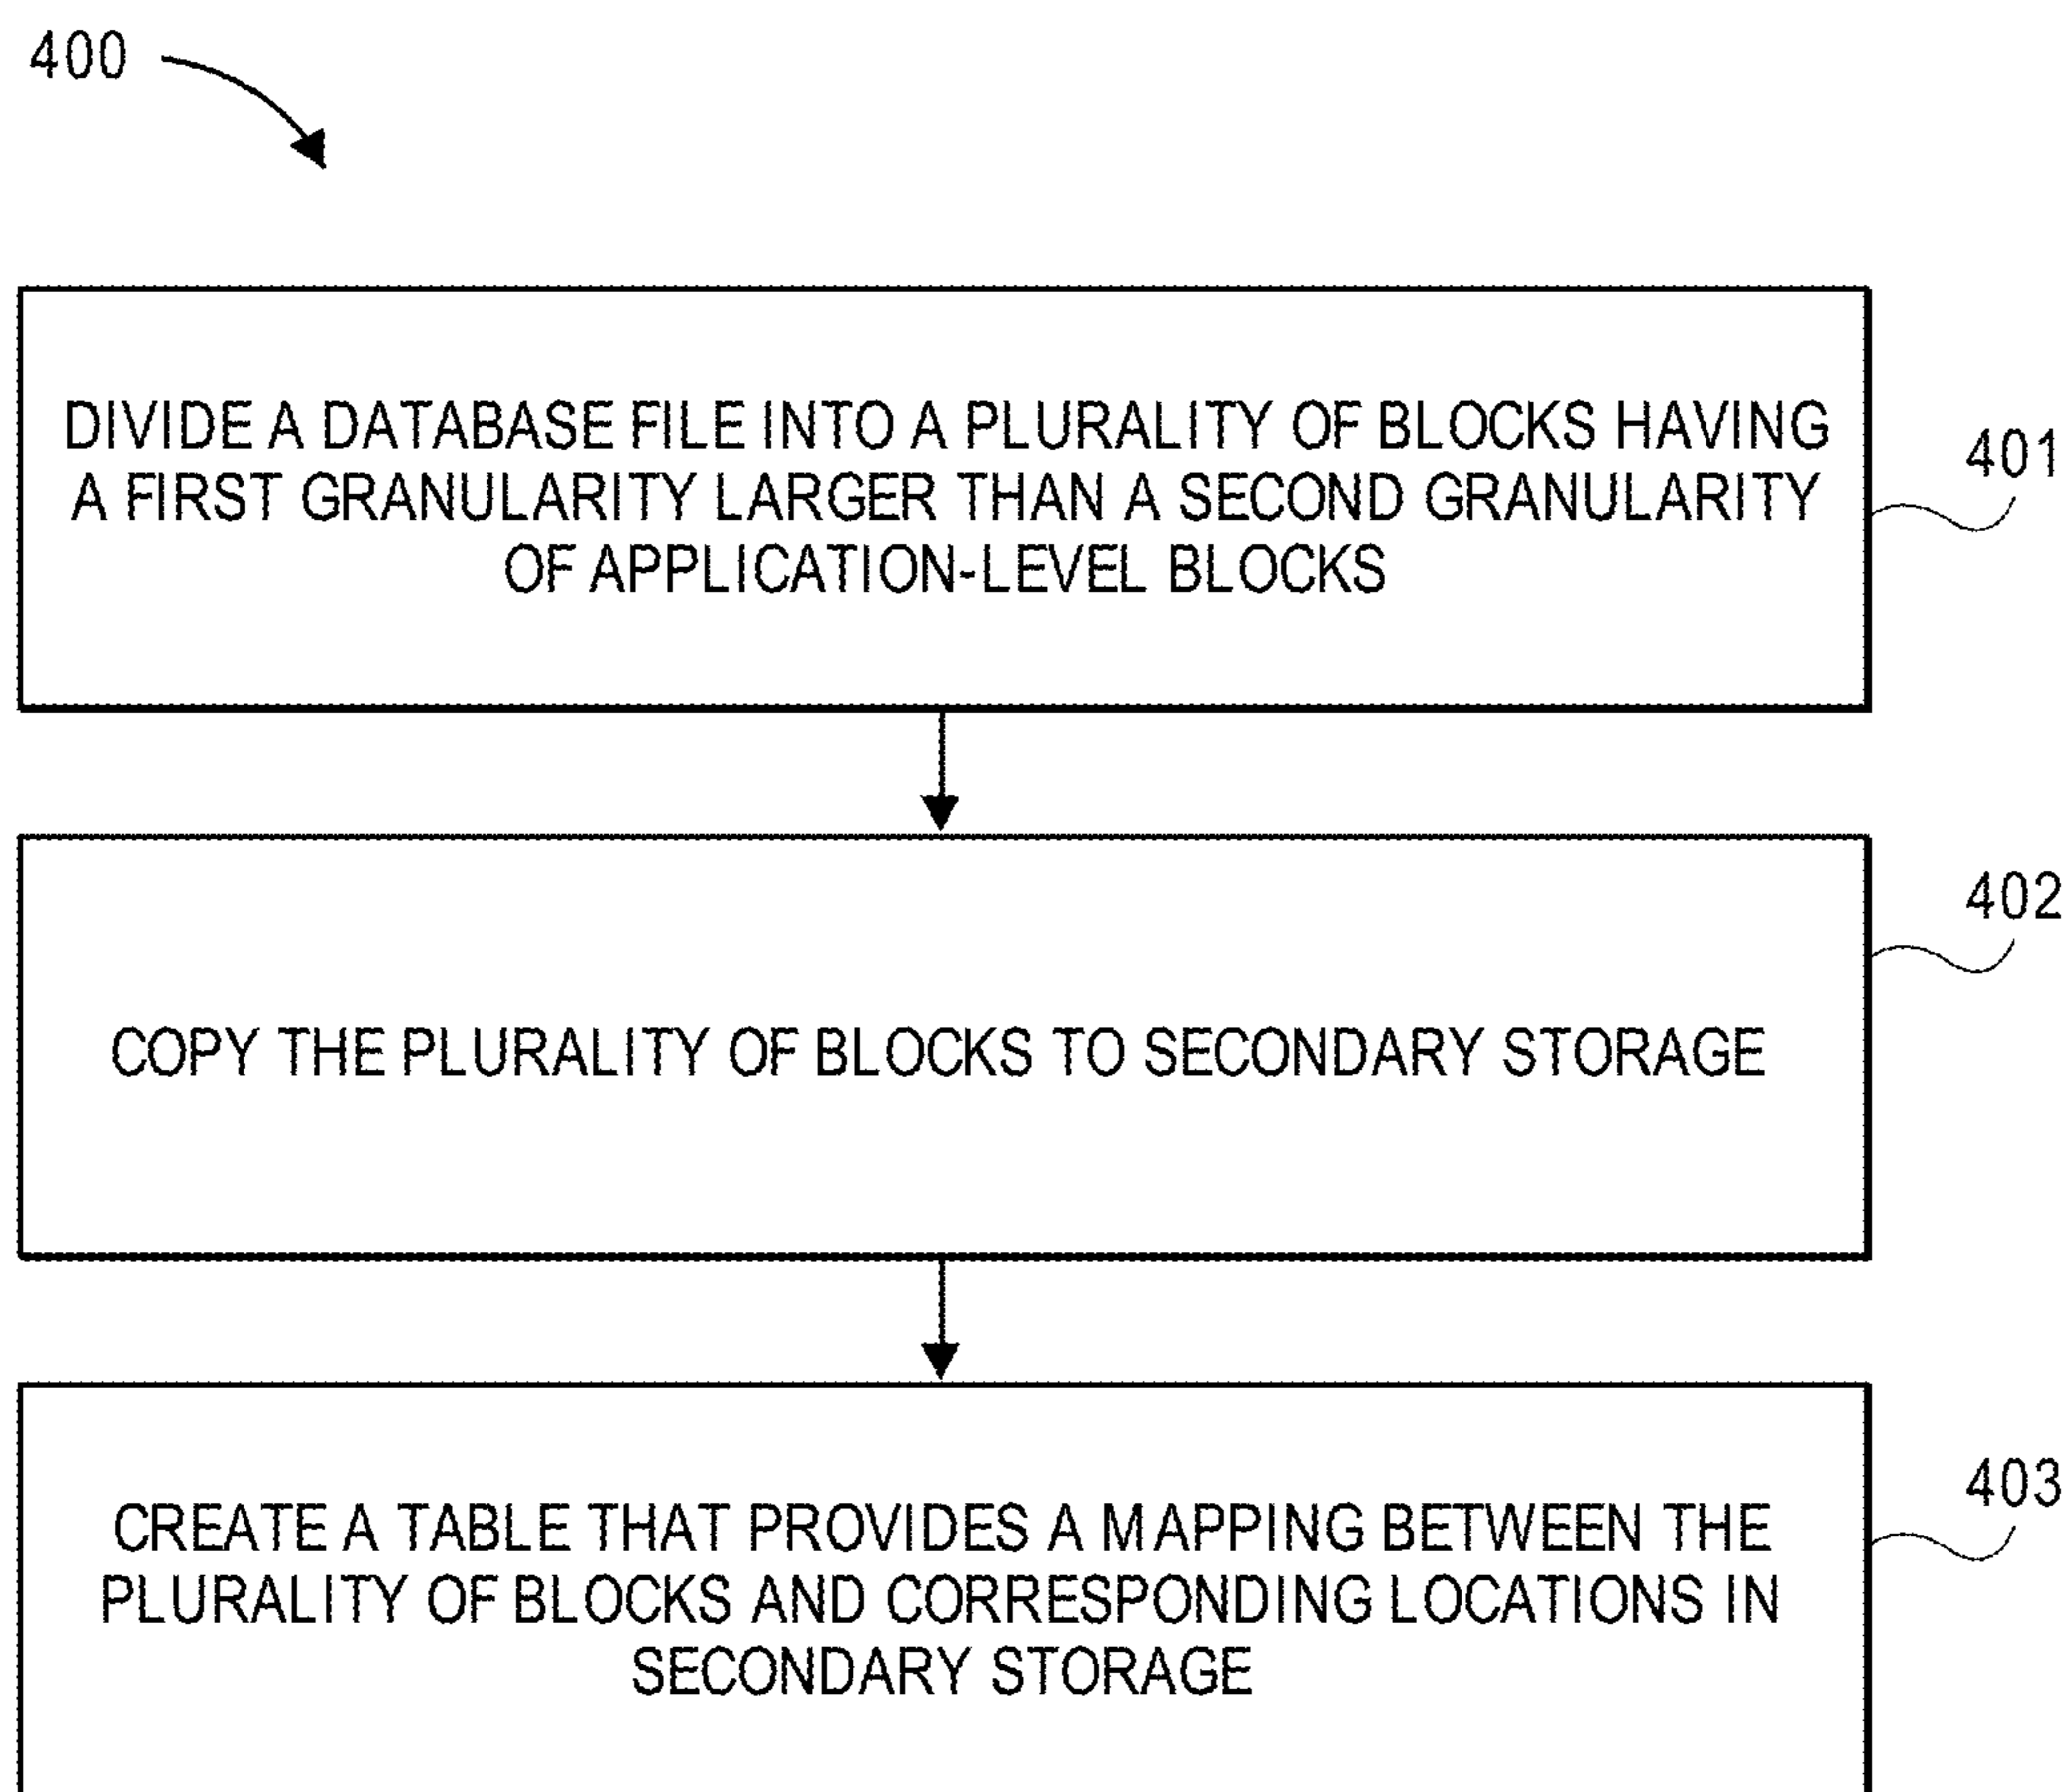 400
DIVIDE A DATABASE FILE INTO A PLURALITY OF BLOCKS HAVING
A FIRST GRANULARITY LARGER THAN A SECOND GRANULARITY
OF APPLICATION-LEVEL BLOCKS
401
COPY THE PLURALITY OF BLOCKS TO SECONDARY STORAGE
402
CREATE A TABLE THAT PROVIDES A MAPPING BETWEEN THE
PLURALITY OF BLOCKS AND CORRESPONDING LOCATIONS IN
SECONDARY STORAGE
403